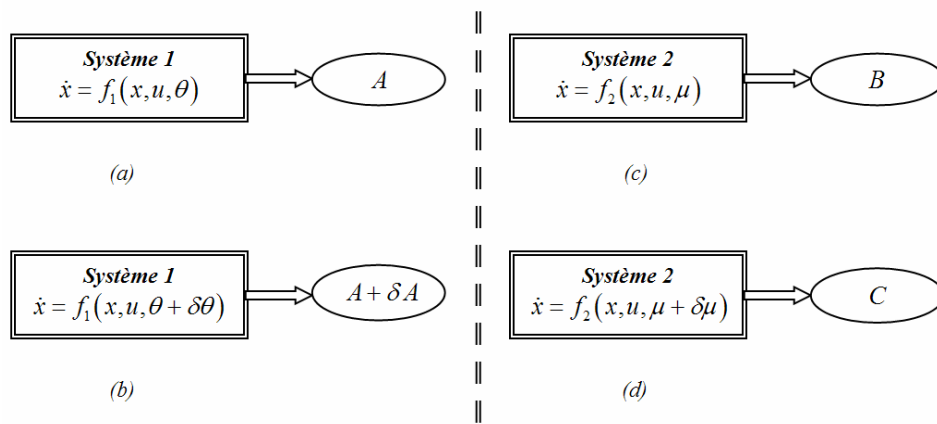 Système 1
ẋ = f₁(x,u,θ)
A
(a)
Système 2
ẋ = f₂(x,u,μ)
B
(c)
Système 1
ẋ = f₁(x,u,θ + δθ)
A + δA
(b)
Système 2
ẋ = f₂(x,u,μ + δμ)
C
(d)